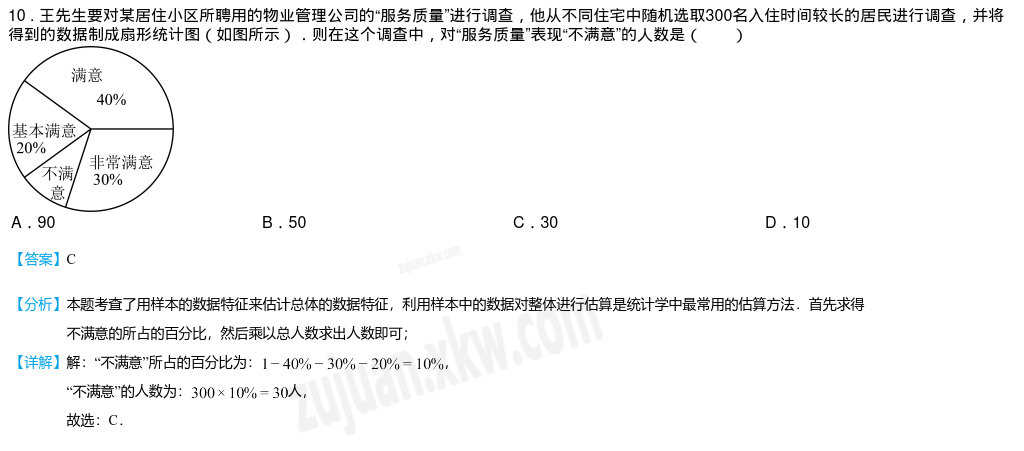 10．王先生要对某居住小区所聘用的物业管理公司的“服务质量”进行调查，他从不同住宅中随机选取300名入住时间较长的居民进行调查，并将
得到的数据制成扇形统计图（如图所示）．则在这个调查中，对“服务质量”表现“不满意”的人数是（　　）
满意
40%
基本满意
20%
非常满意
30%
不满
意
A．90 B．50 C．30 D．10
【答案】C
【分析】本题考查了用样本的数据特征来估计总体的数据特征，利用样本中的数据对整体进行估算是统计学中最常用的估算方法．首先求得
不满意的所占的百分比，然后乘以总人数求出人数即可；
【详解】解：“不满意”所占的百分比为：1－40%－30%－20%＝10%，
“不满意”的人数为：300×10%＝30人，
故选：C．
zujuan.xkw.com
zujuan.xkw.com